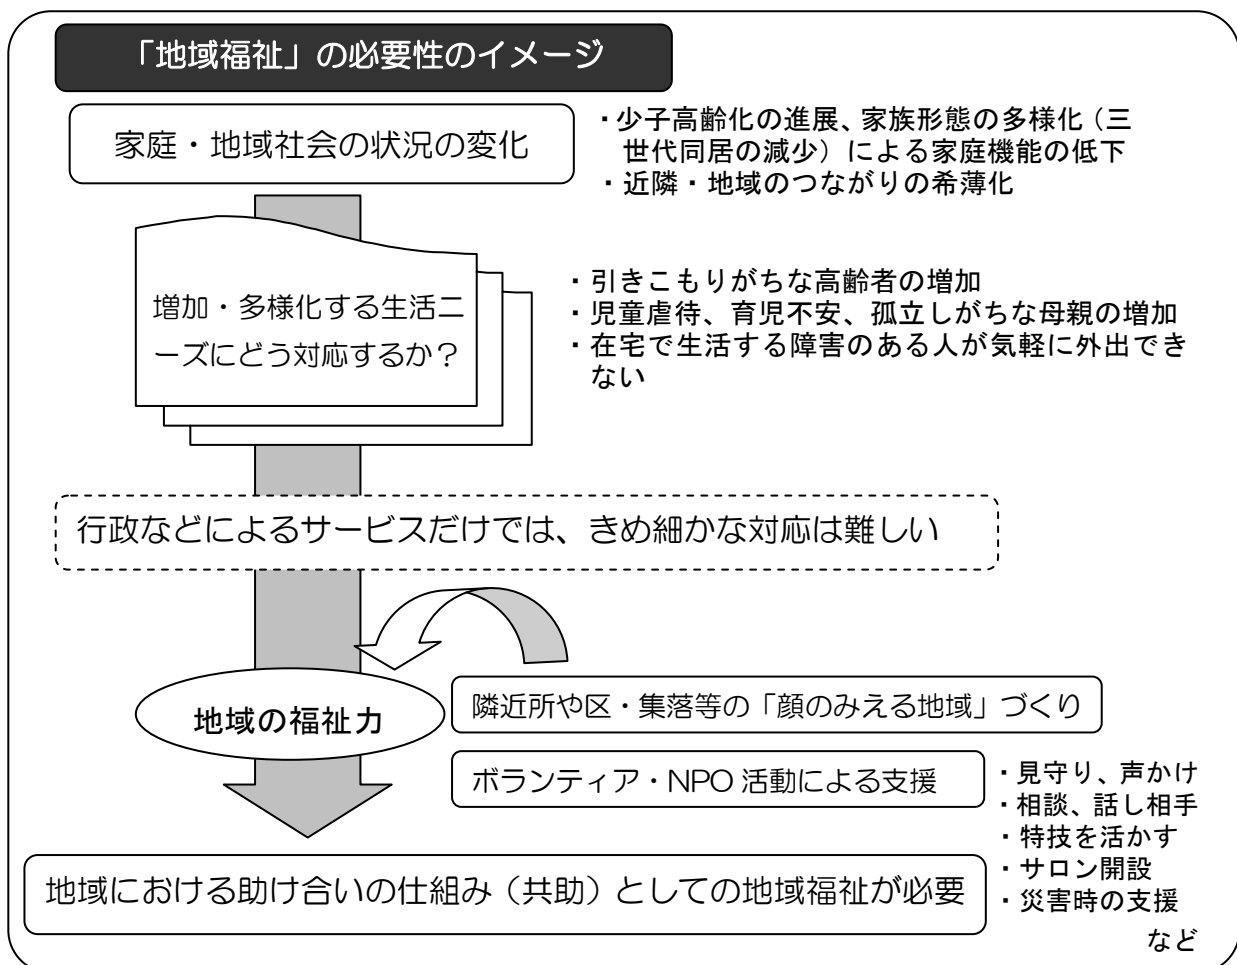 「地域福祉」の必要性のイメージ
家庭・地域社会の状況の変化
・少子高齢化の進展、家族形態の多様化（三
世代同居の減少）による家庭機能の低下
・近隣・地域のつながりの希薄化
増加・多様化する生活ニ
ーズにどう対応するか？
・引きこもりがちな高齢者の増加
・児童虐待、育児不安、孤立しがちな母親の増加
・在宅で生活する障害のある人が気軽に外出でき
ない
行政などによるサービスだけでは、きめ細かな対応は難しい
地域の福祉力
隣近所や区・集落等の「顔のみえる地域」づくり
ボランティア・NPO 活動による支援
・見守り、声かけ
・相談、話し相手
・特技を活かす
・サロン開設
・災害時の支援
など
地域における助け合いの仕組み（共助）としての地域福祉が必要